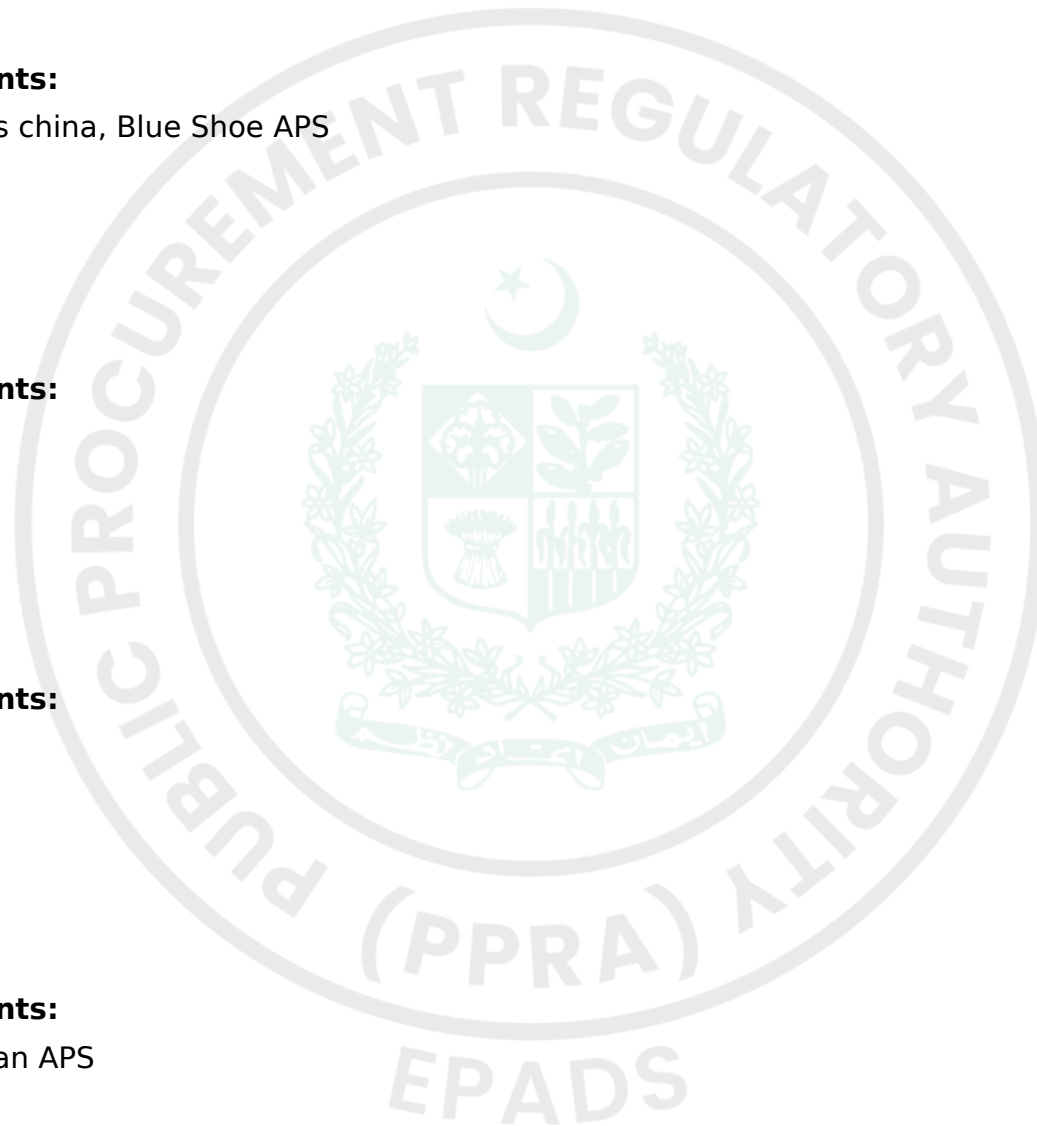 nts:
s china, Blue Shoe APS
nts:
nts:
nts:
an APS
PUBLIC PROCUREMENT REGULATORY AUTHORITY
(PPRA)
EPADS